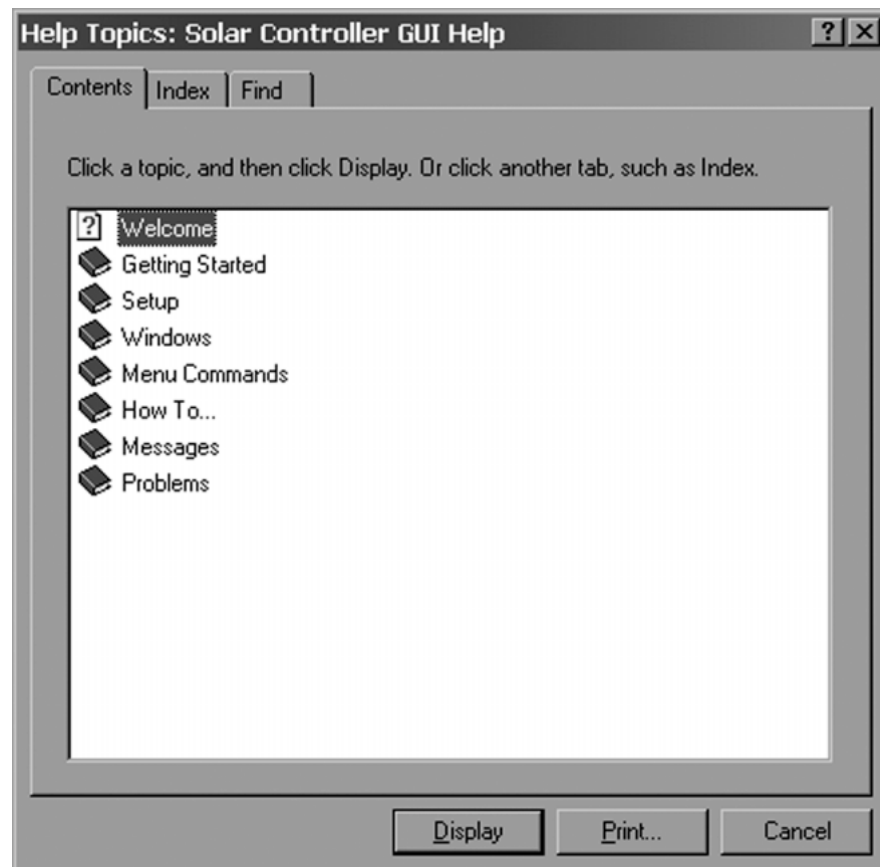 Help Topics: Solar Controller GUI Help
Contents Index Find
Click a topic, and then click Display. Or click another tab, such as Index.
Welcome
Getting Started
Setup
Windows
Menu Commands
How To...
Messages
Problems
Display Print... Cancel